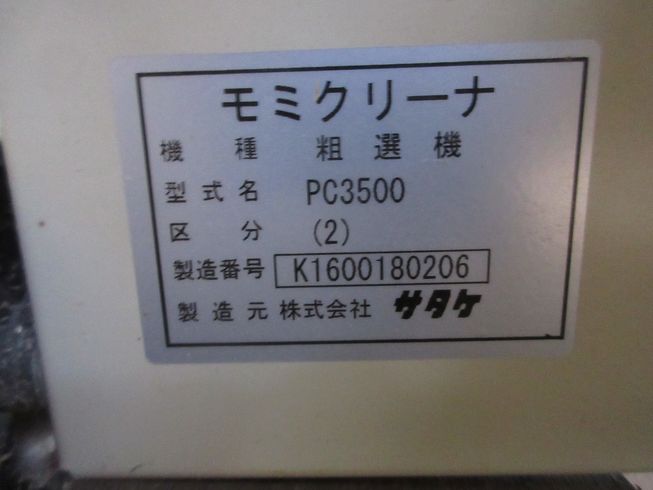 モミクリーナ
機種 粗選機
型式名 PC3500
区分 (2)
製造番号 K1600180206
製造元 株式会社 サタケ